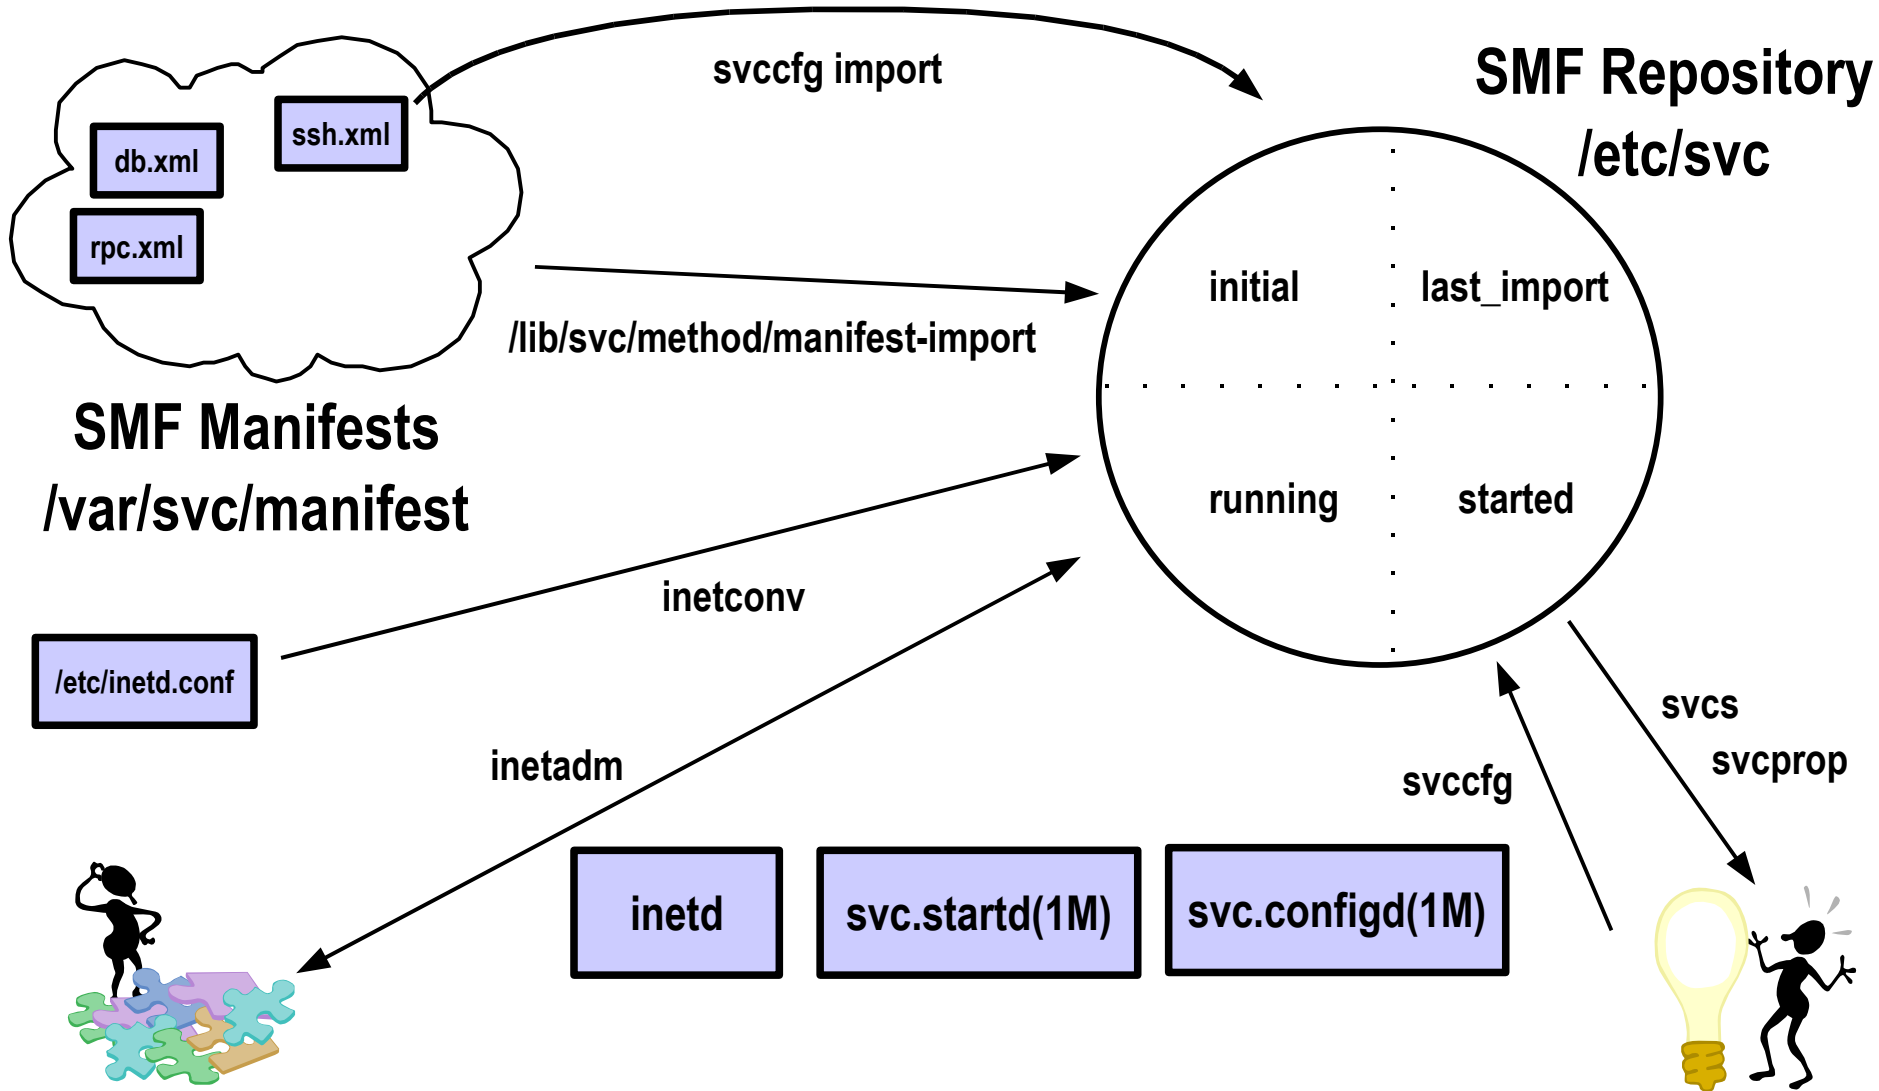 svccfg import
SMF Repository
/etc/svc
ssh.xml
db.xml
rpc.xml
initial
last_import
/lib/svc/method/manifest-import
SMF Manifests
/var/svc/manifest
running
started
inetconv
/etc/inetd.conf
inetadm
svcs
svcprop
svccfg
inetd
svc.startd(1M)
svc.configd(1M)